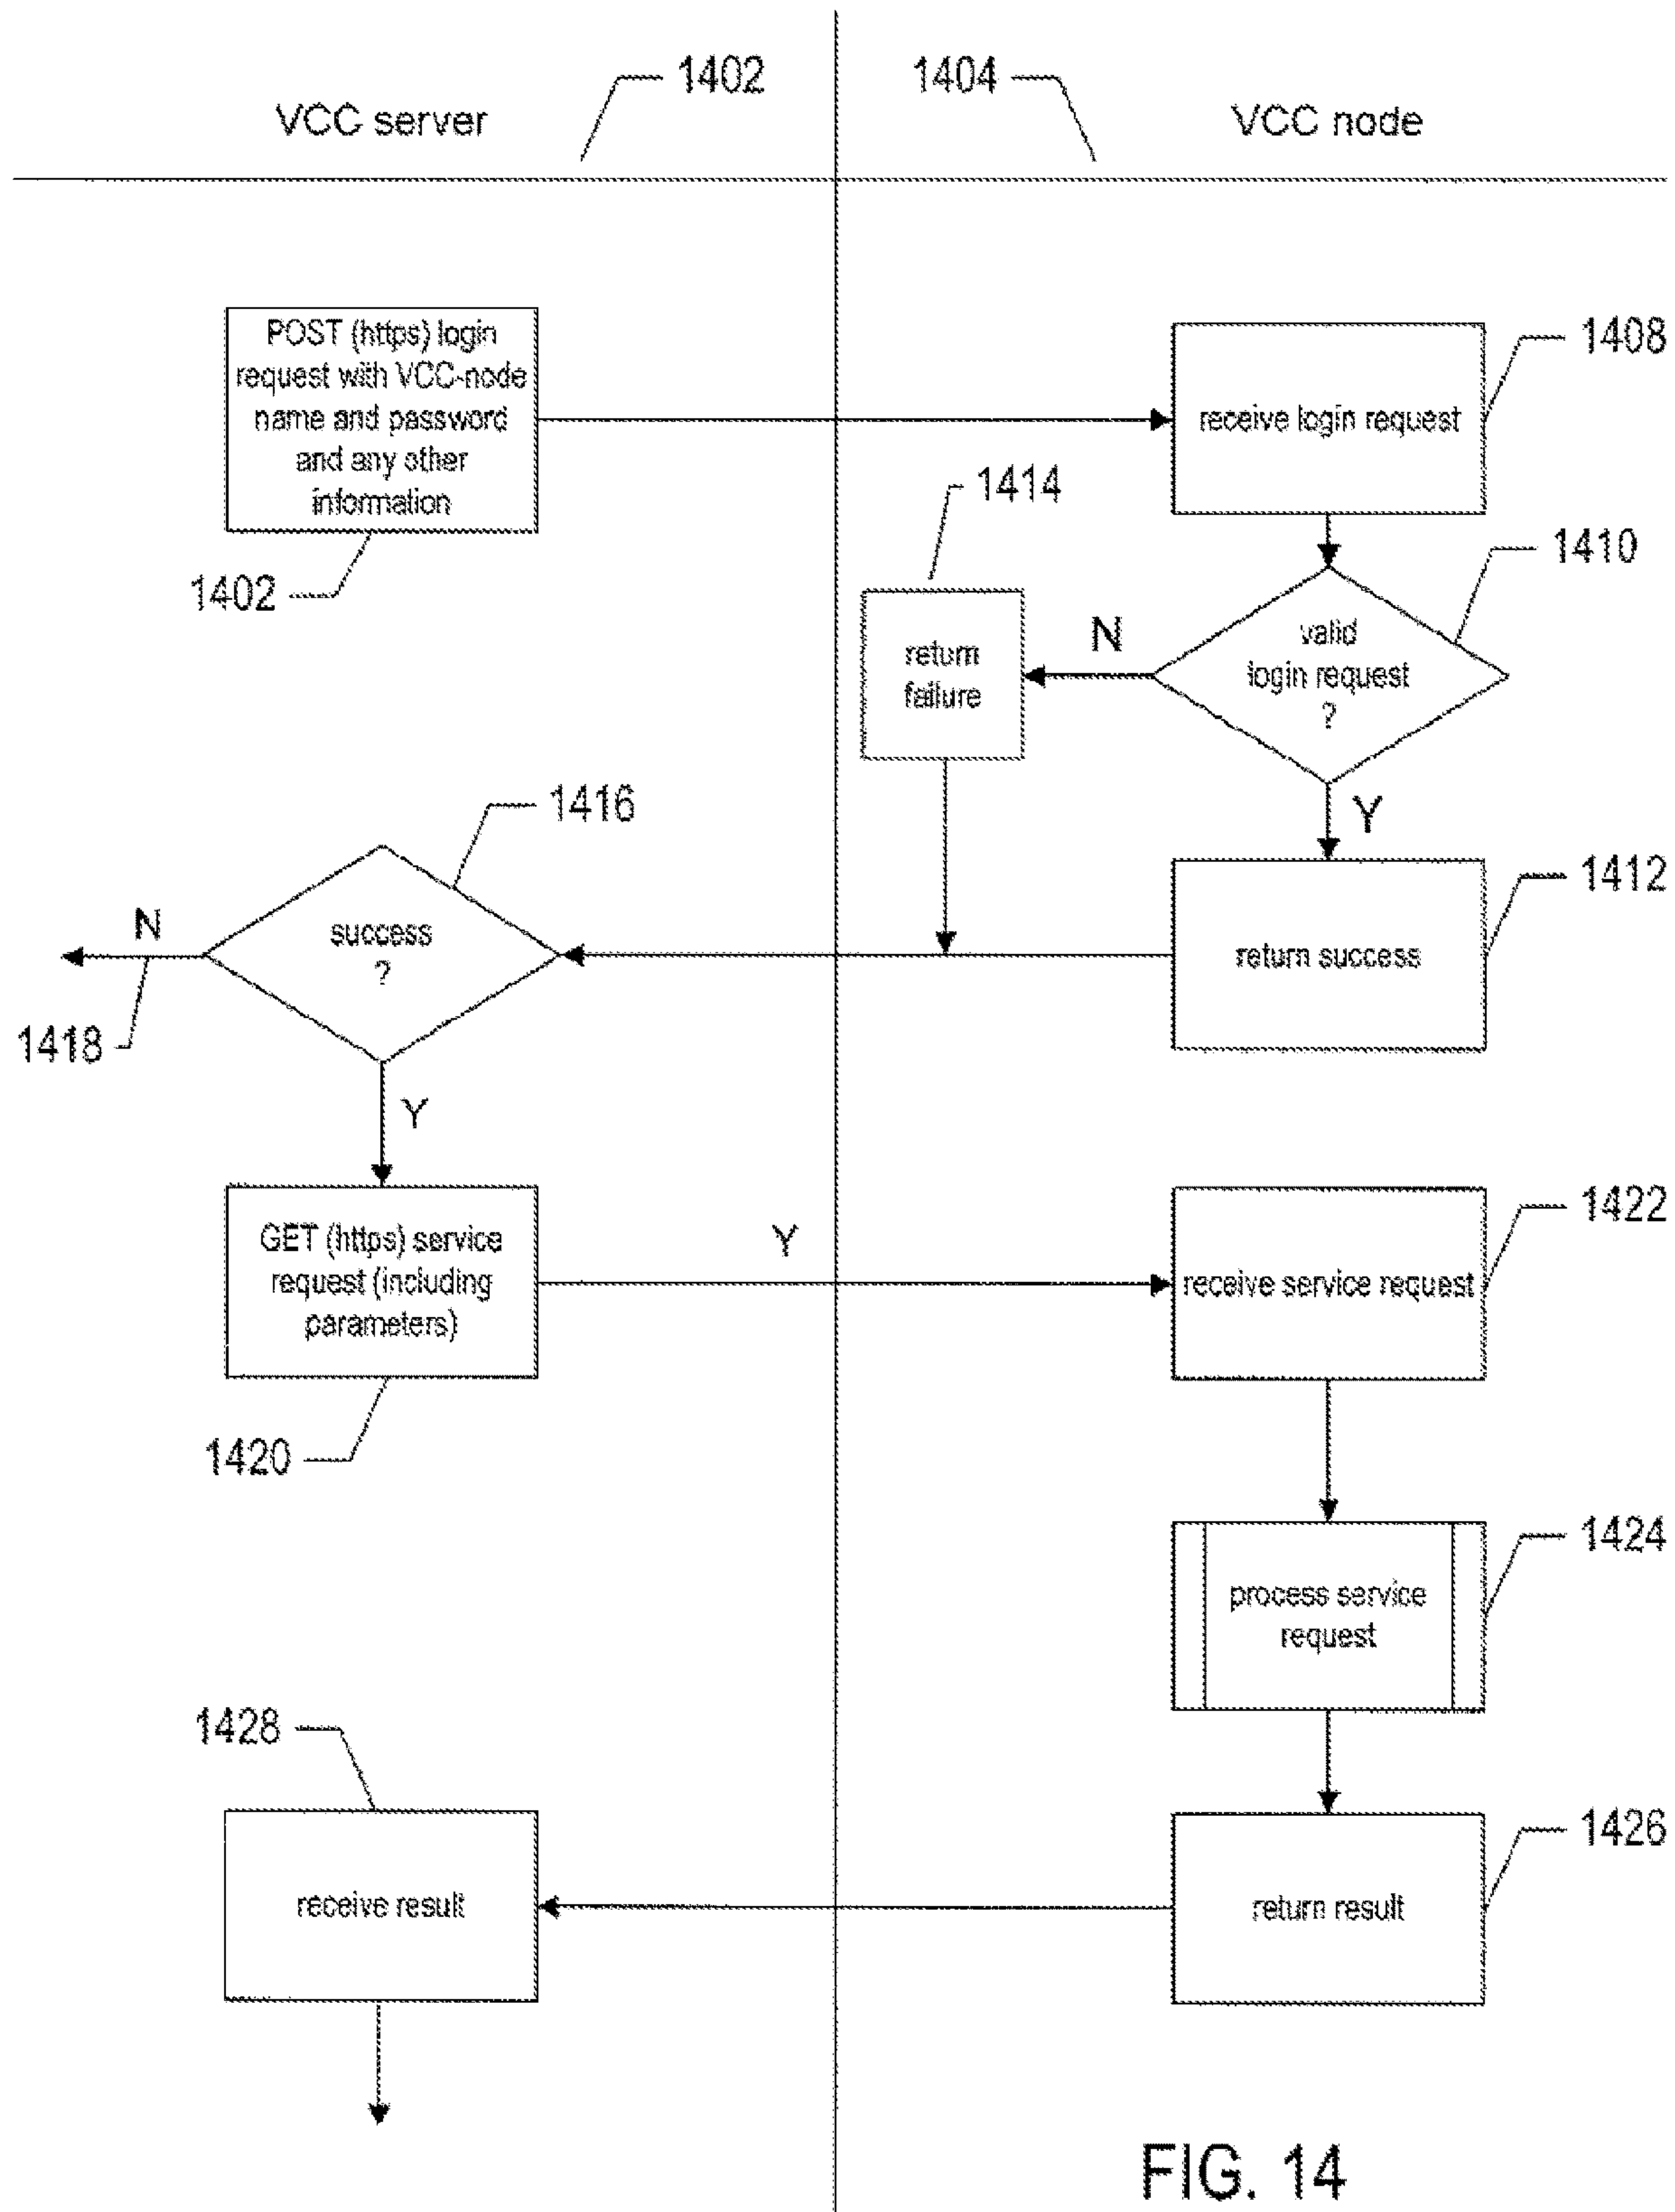 1402
1404
VCC server
VCC node
POST (https) login
request with VCC-node
name and password
and any other
information
1402
receive login request
1408
1414
1410
return
failure
N
valid
login request
?
Y
1416
1412
N
success
?
return success
1418
Y
GET (https) service
request (including
parameters)
Y
1422
receive service request
1420
1424
process service
request
1428
1426
receive result
return result
FIG. 14